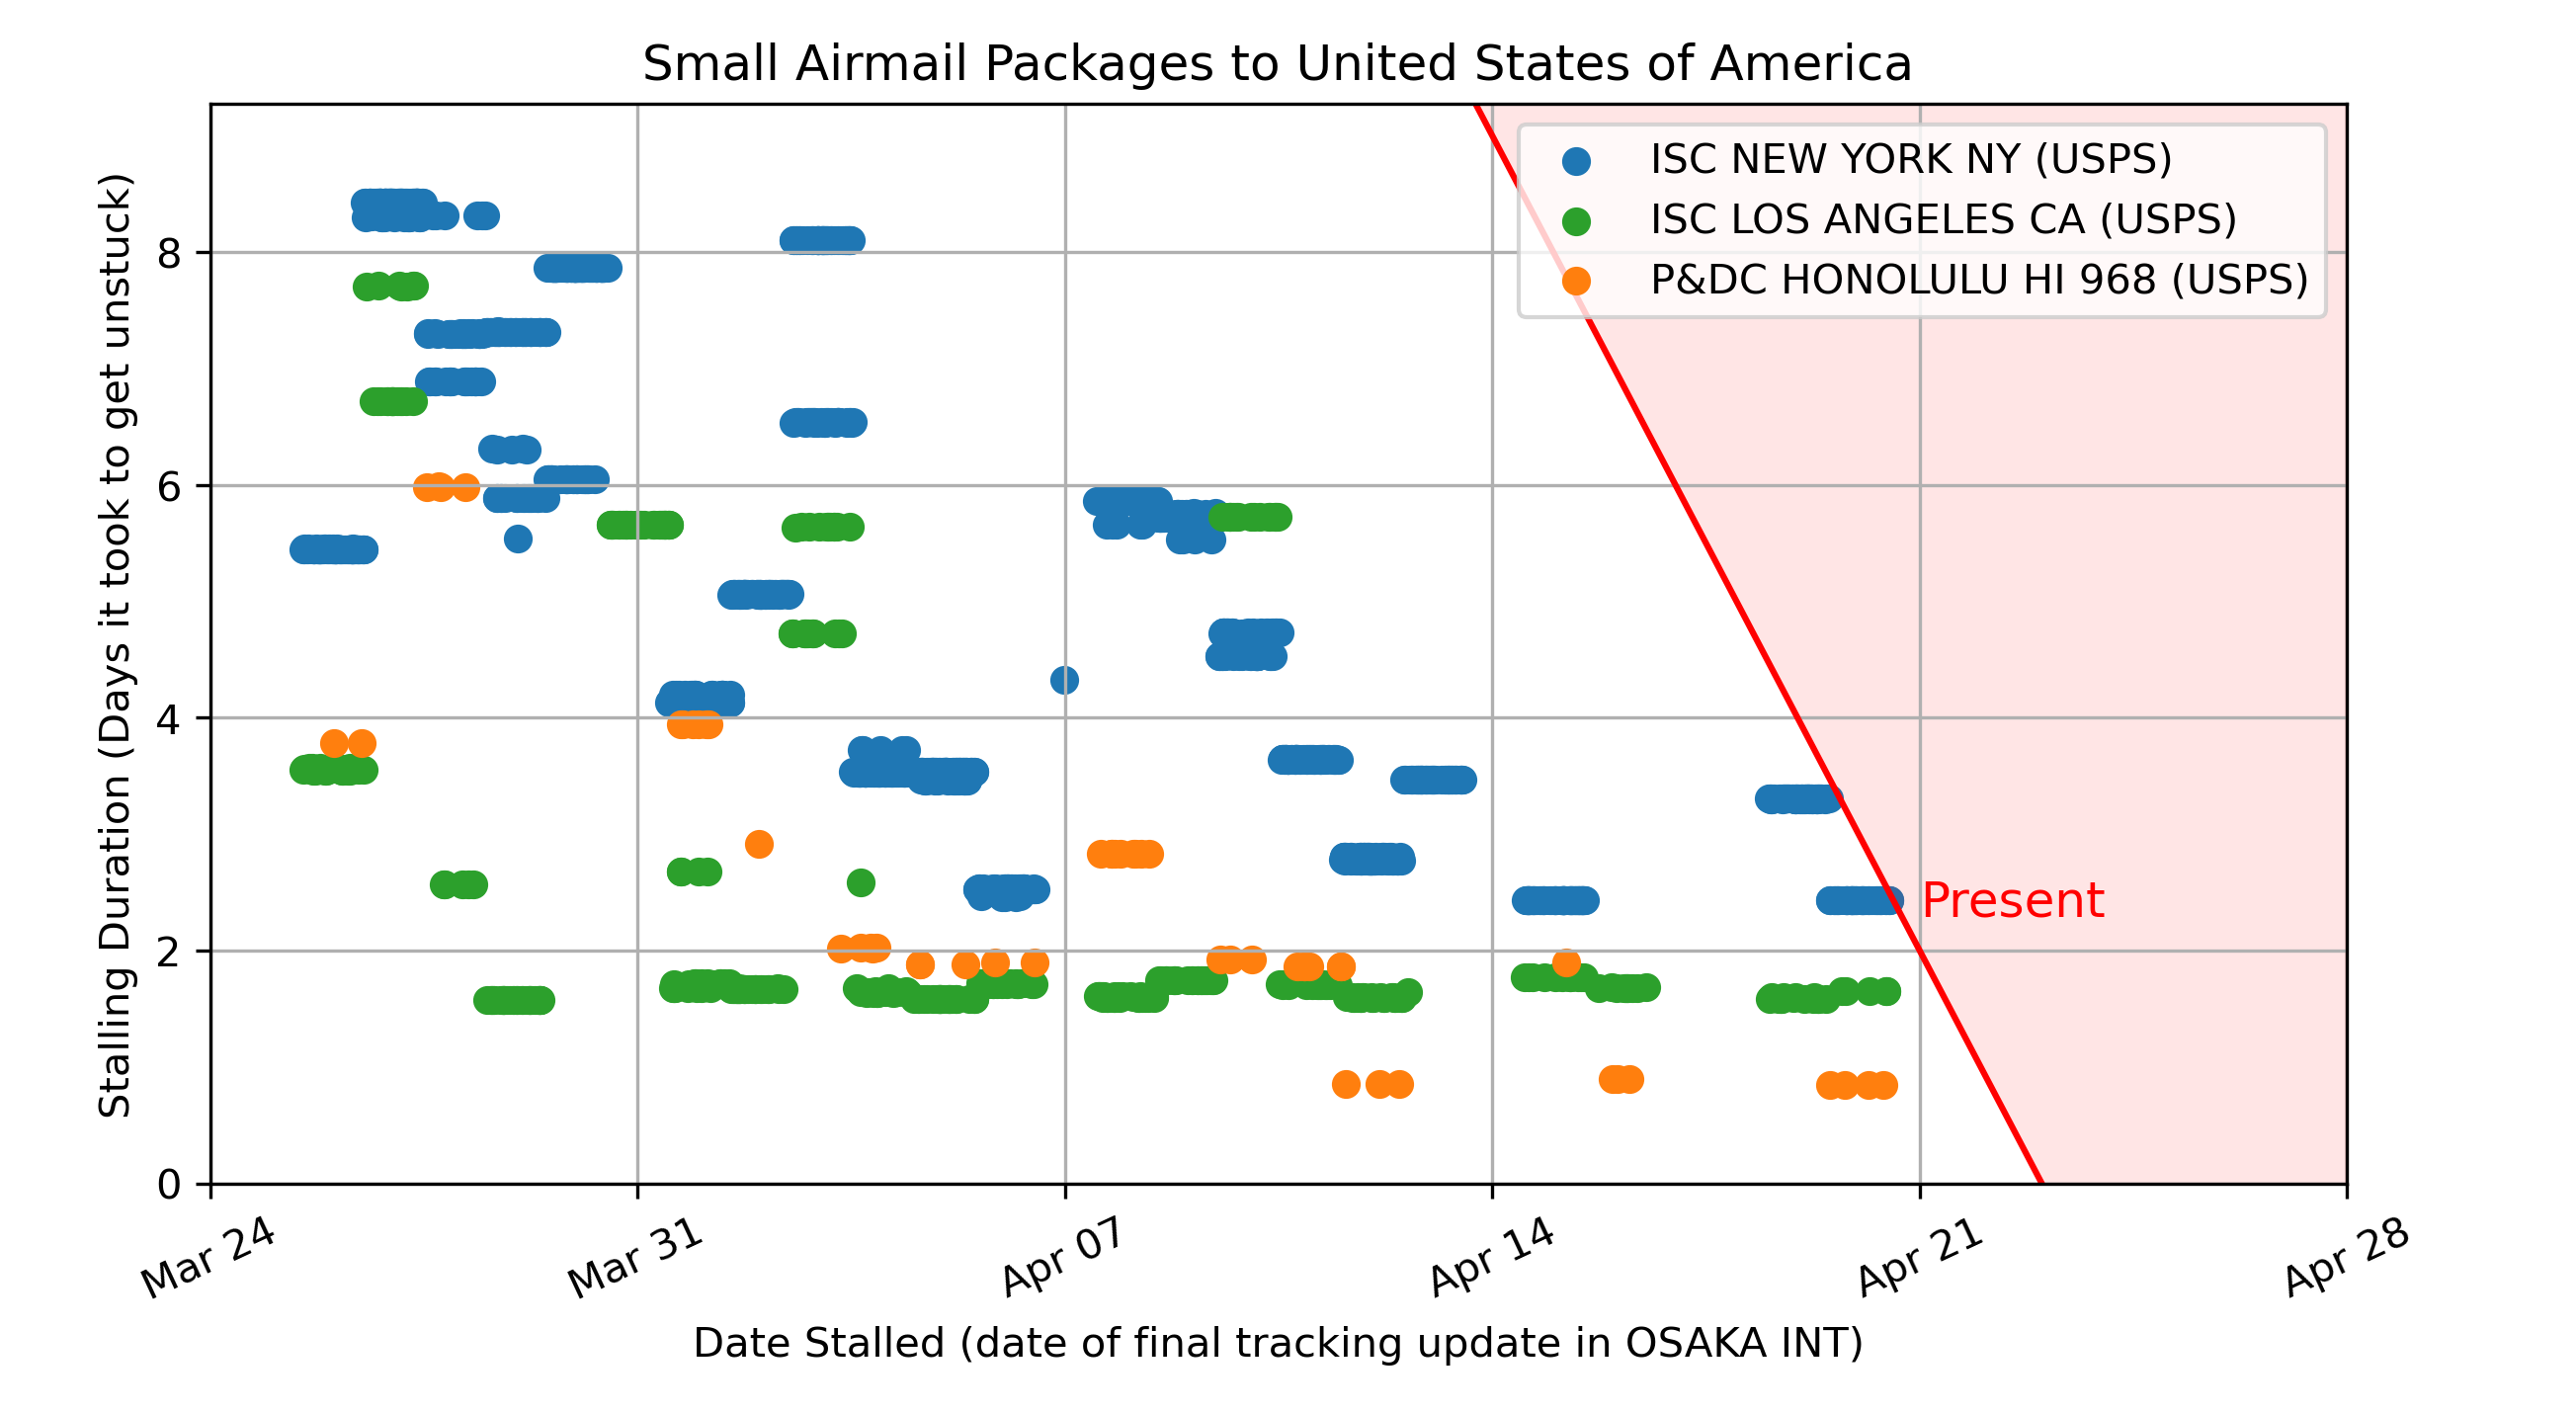 Small Airmail Packages to United States of America
ISC NEW YORK NY (USPS)
ISC LOS ANGELES CA (USPS)
P&DC HONOLULU HI 968 (USPS)
Stalling Duration (Days it took to get unstuck)
8
6
4
2
0
Present
Mar 24
Mar 31
Apr 07
Apr 14
Apr 21
Apr 28
Date Stalled (date of final tracking update in OSAKA INT)